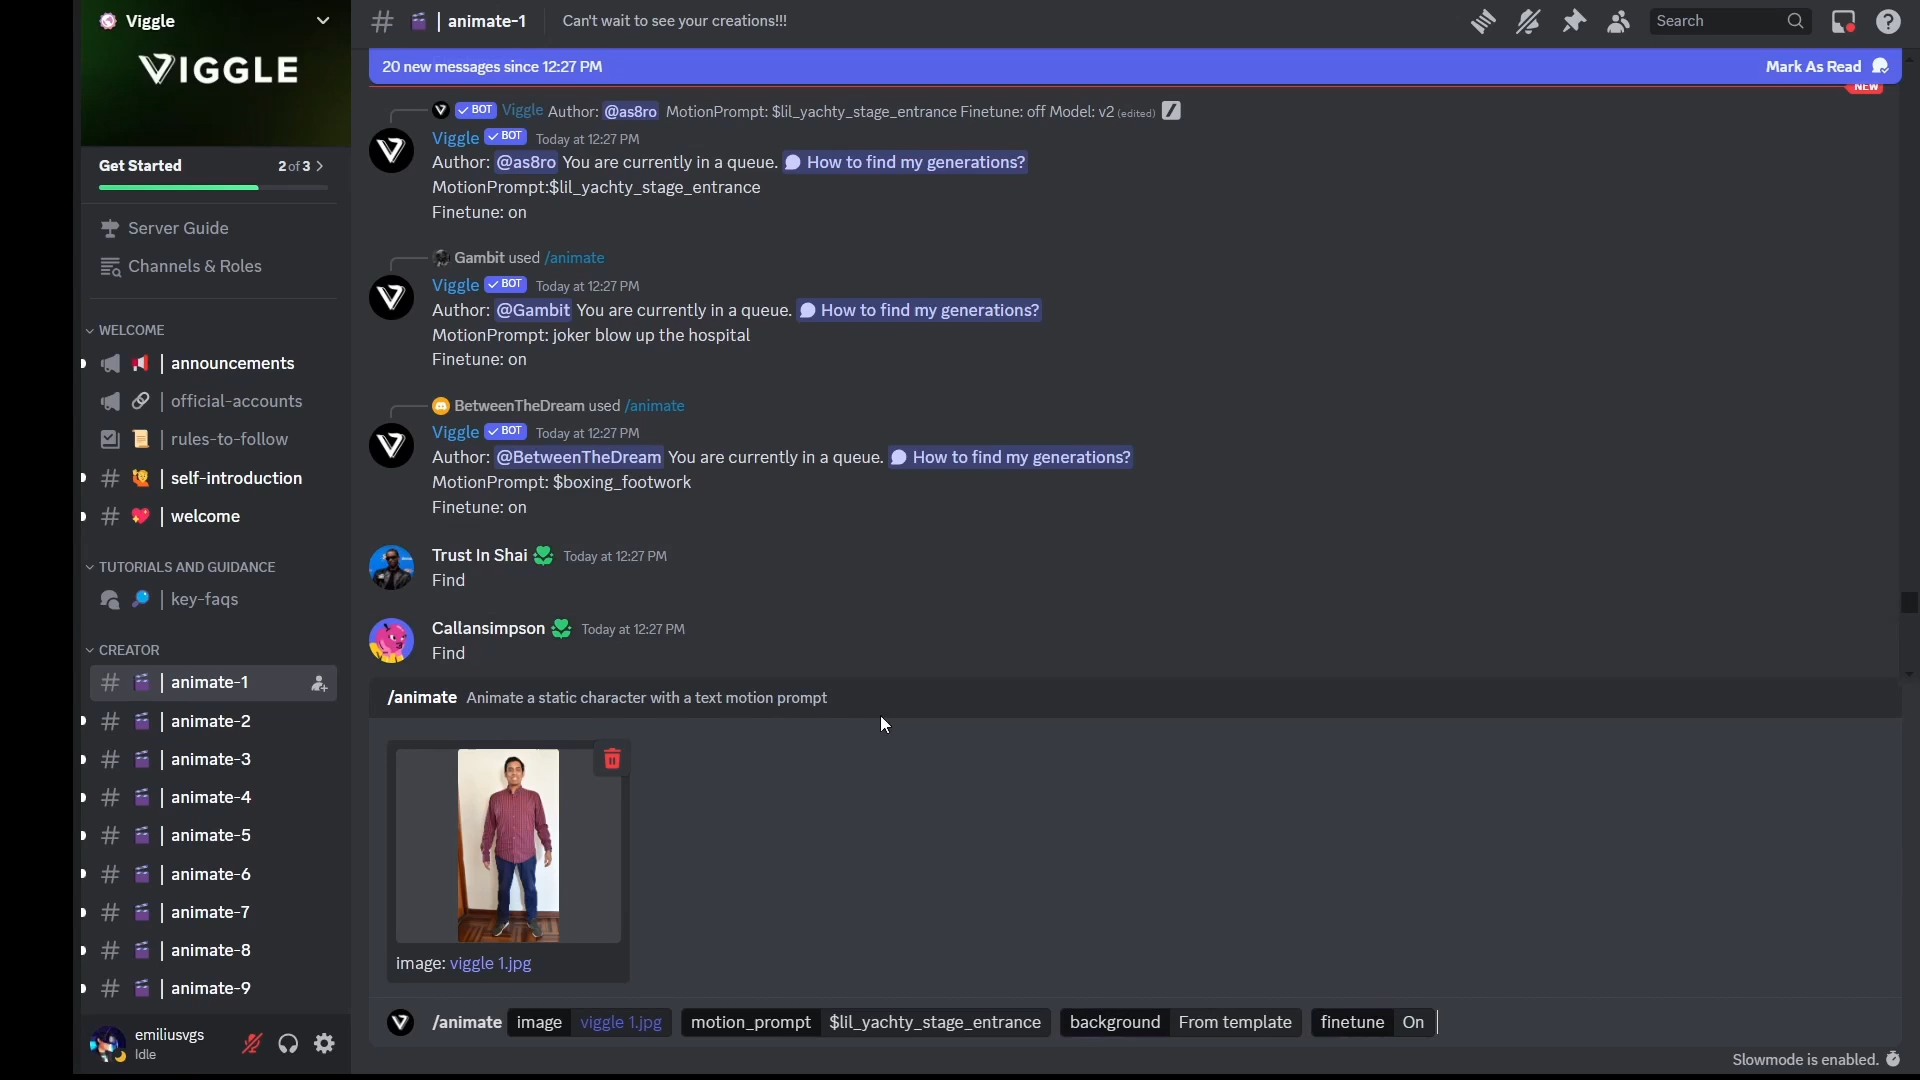 Viggle
VIGGLE
Get Started 2 of 3
Server Guide
Channels & Roles
WELCOME
announcements
official-accounts
rules-to-follow
self-introduction
welcome
TUTORIALS AND GUIDANCE
key-faqs
CREATOR
animate-1
animate-2
animate-3
animate-4
animate-5
animate-6
animate-7
animate-8
animate-9
emiliusvgs
Idle
# | animate-1 Can't wait to see your creations!!! Search
20 new messages since 12:27 PM Mark As Read
NEW
BOT Viggle Author: @as8ro MotionPrompt: $lil_yachty_stage_entrance Finetune: off Model: v2 (edited)
Viggle BOT Today at 12:27 PM
Author: @as8ro You are currently in a queue. How to find my generations?
MotionPrompt:$lil_yachty_stage_entrance
Finetune: on
Gambit used /animate
Viggle BOT Today at 12:27 PM
Author: @Gambit You are currently in a queue. How to find my generations?
MotionPrompt: joker blow up the hospital
Finetune: on
BetweenTheDream used /animate
Viggle BOT Today at 12:27 PM
Author: @BetweenTheDream You are currently in a queue. How to find my generations?
MotionPrompt: $boxing_footwork
Finetune: on
Trust In Shai Today at 12:27 PM
Find
Callansimpson Today at 12:27 PM
Find
/animate Animate a static character with a text motion prompt
image: viggle 1.jpg
/animate image viggle 1.jpg motion_prompt $lil_yachty_stage_entrance background From template finetune On
Slowmode is enabled.